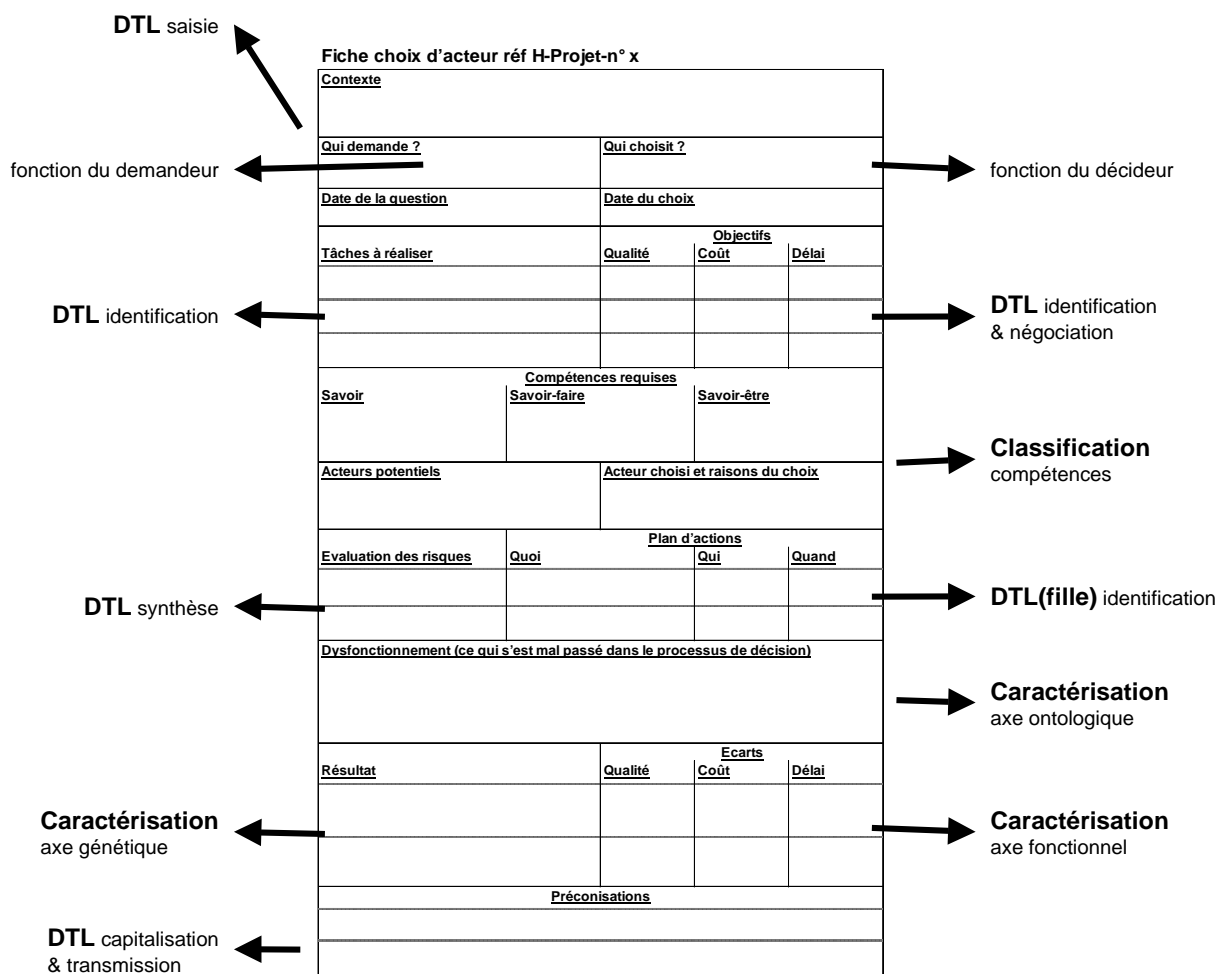 DTL saisie
Fiche choix d'acteur réf H-Projet-n° x
Contexte
Qui demande ?
Qui choisit ?
fonction du demandeur
fonction du décideur
Date de la question
Date du choix
Objectifs
Tâches à réaliser
Qualité
Coût
Délai
DTL identification
DTL identification
& négociation
Compétences requises
Savoir
Savoir-faire
Savoir-être
Classification
compétences
Acteurs potentiels
Acteur choisi et raisons du choix
Plan d'actions
Evaluation des risques
Quoi
Qui
Quand
DTL synthèse
DTL(fille) identification
Dysfonctionnement (ce qui s'est mal passé dans le processus de décision)
Caractérisation
axe ontologique
Ecarts
Résultat
Qualité
Coût
Délai
Caractérisation
axe génétique
Caractérisation
axe fonctionnel
Préconisations
DTL capitalisation
& transmission